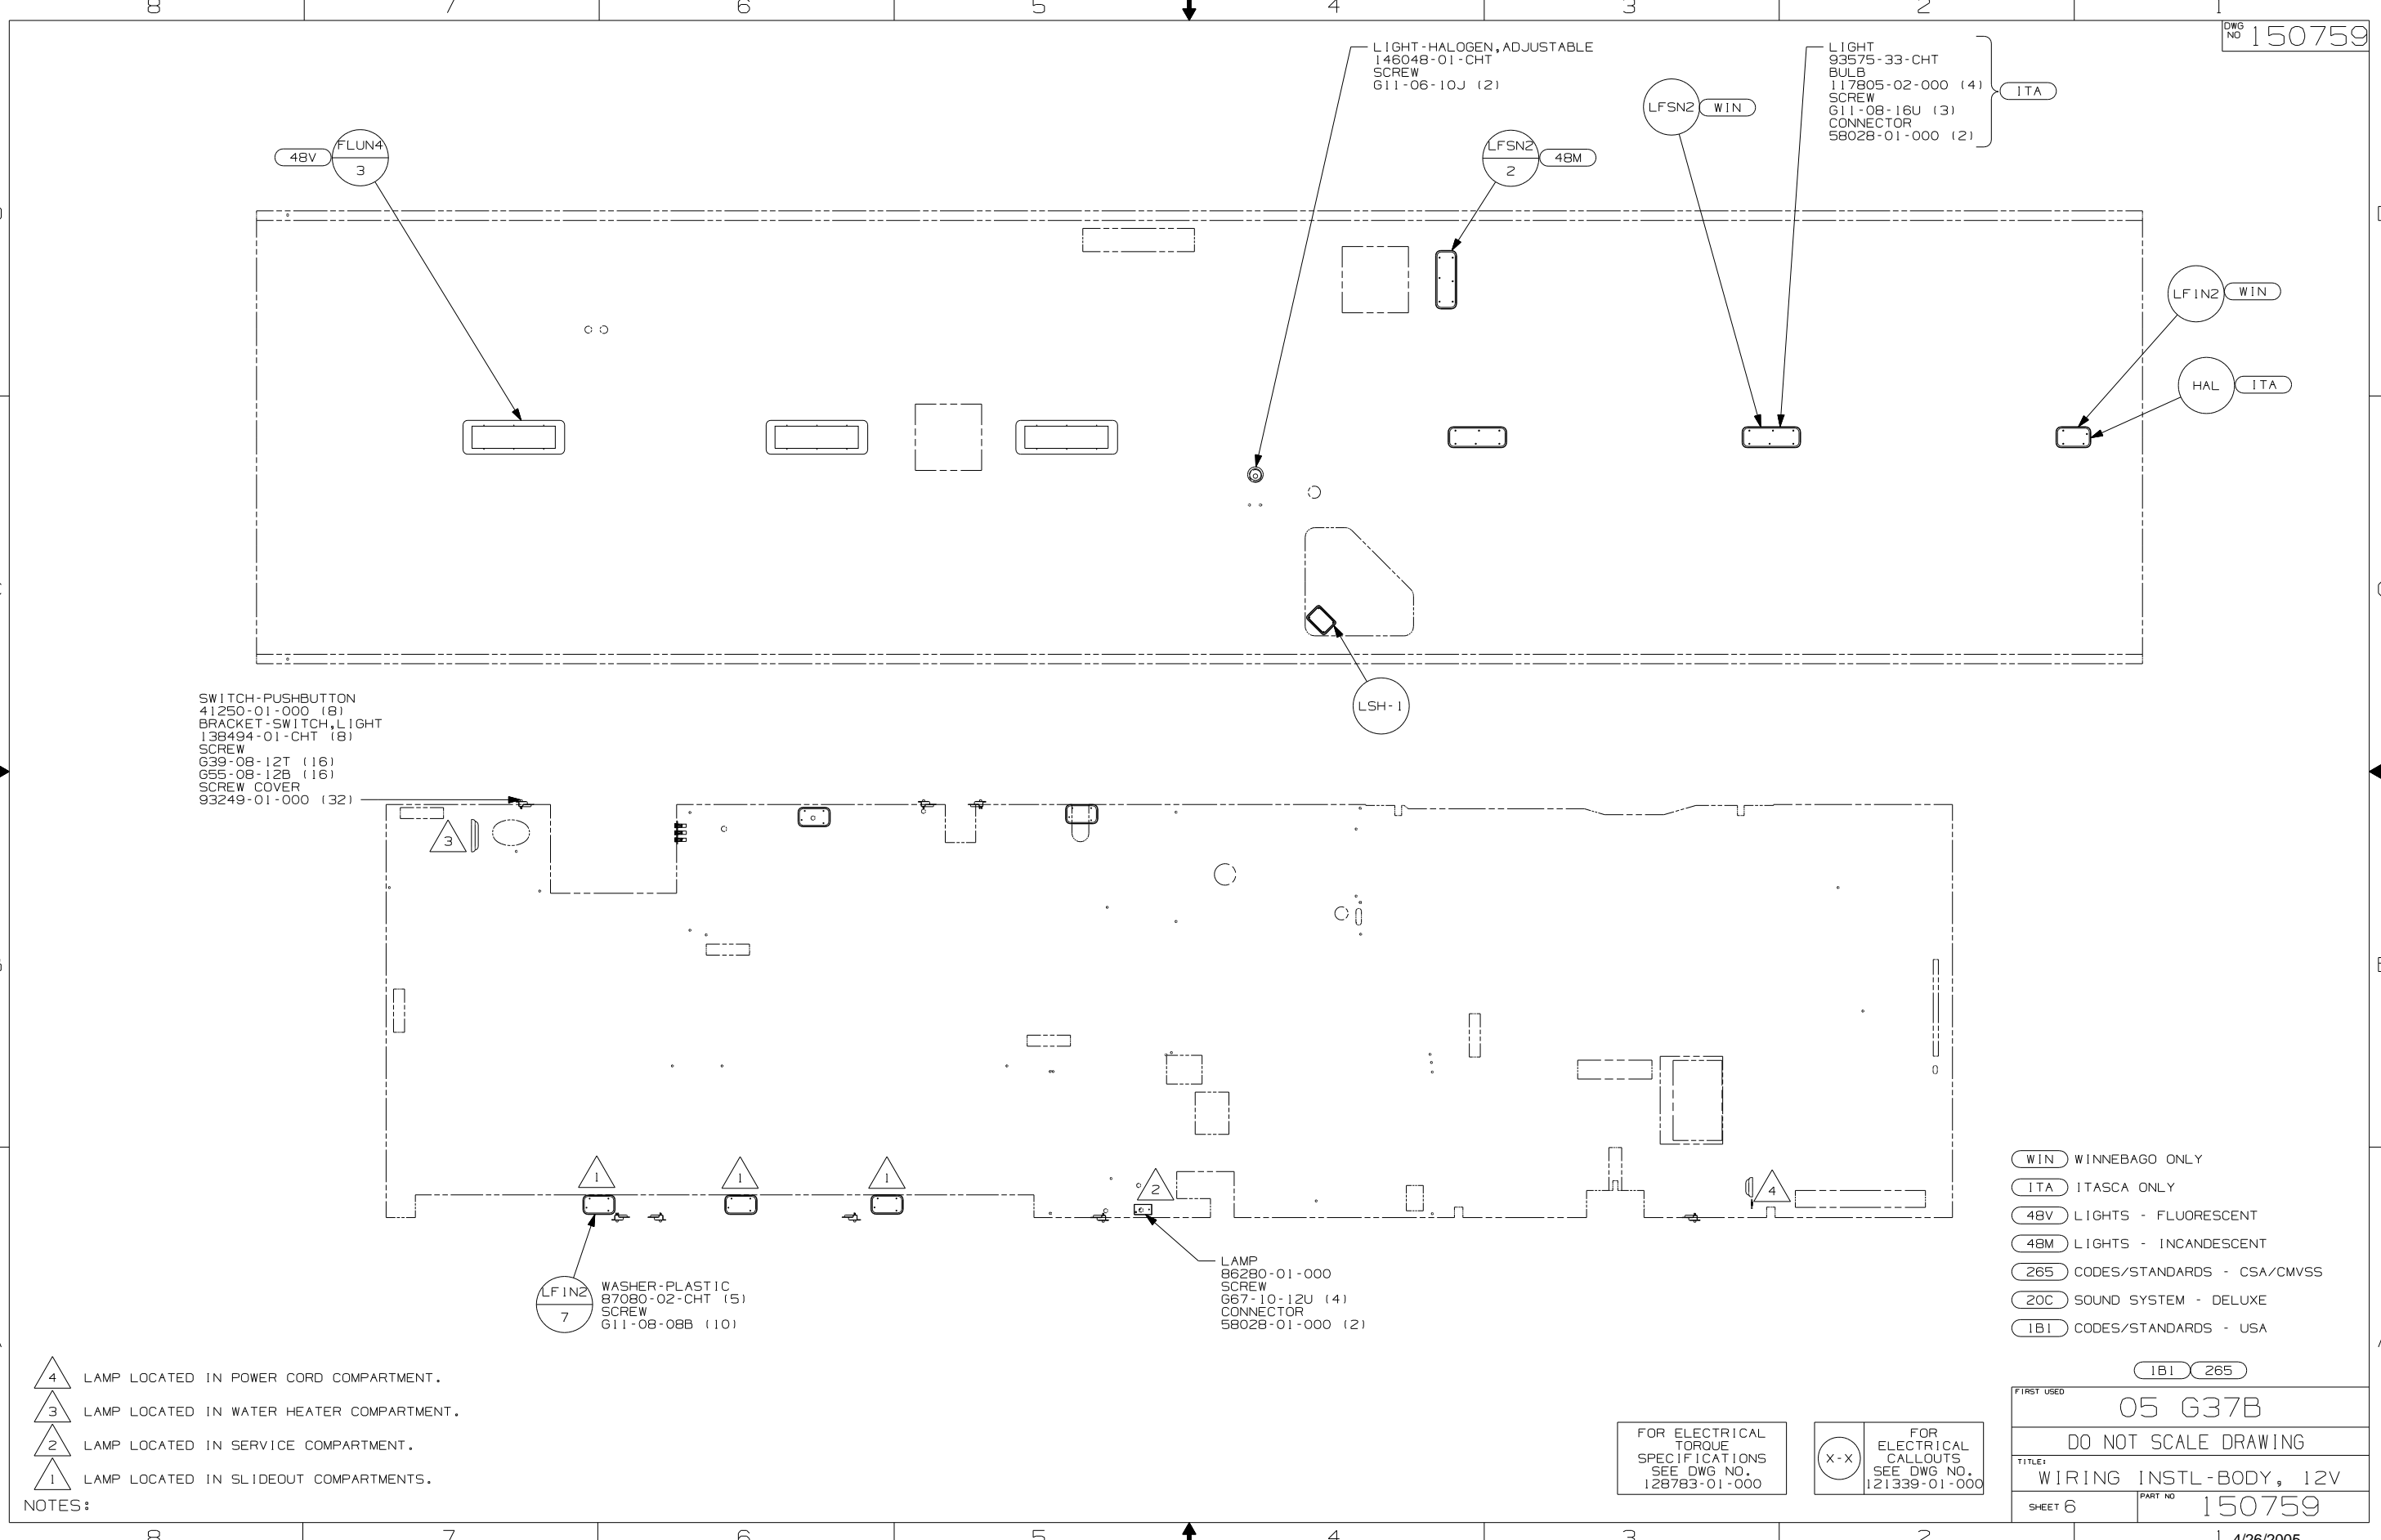 8 7 6 5 4 3 2 1
DWG NO 150759
LIGHT-HALOGEN,ADJUSTABLE
146048-01-CHT
SCREW
G11-06-10J (2)
LIGHT
93575-33-CHT
BULB
117805-02-000 (4)
SCREW
G11-08-16U (3)
CONNECTOR
58028-01-000 (2)
ITA
LFSN2 WIN
LFSN2
2
48M
48V
FLUN4
3
D
LFIN2 WIN
HAL ITA
LSH-1
SWITCH-PUSHBUTTON
41250-01-000 (8)
BRACKET-SWITCH,LIGHT
138494-01-CHT (8)
SCREW
G39-08-12T (16)
G55-08-12B (16)
SCREW COVER
93249-01-000 (32)
3
1
1
1
2
4
LFIN2
7
WASHER-PLASTIC
87080-02-CHT (5)
SCREW
G11-08-08B (10)
LAMP
86280-01-000
SCREW
G67-10-12U (4)
CONNECTOR
58028-01-000 (2)
WIN WINNEBAGO ONLY
ITA ITASCA ONLY
48V LIGHTS - FLUORESCENT
48M LIGHTS - INCANDESCENT
265 CODES/STANDARDS - CSA/CMVSS
20C SOUND SYSTEM - DELUXE
1B1 CODES/STANDARDS - USA
1B1 265
4 LAMP LOCATED IN POWER CORD COMPARTMENT.
3 LAMP LOCATED IN WATER HEATER COMPARTMENT.
2 LAMP LOCATED IN SERVICE COMPARTMENT.
1 LAMP LOCATED IN SLIDEOUT COMPARTMENTS.
NOTES:
FOR ELECTRICAL
TORQUE
SPECIFICATIONS
SEE DWG NO.
128783-01-000
X-X
FOR
ELECTRICAL
CALLOUTS
SEE DWG NO.
121339-01-000
FIRST USED
05 G37B
DO NOT SCALE DRAWING
TITLE:
WIRING INSTL-BODY, 12V
SHEET 6
PART NO 150759
8 7 6 5 4 3 2 1
4/26/2005